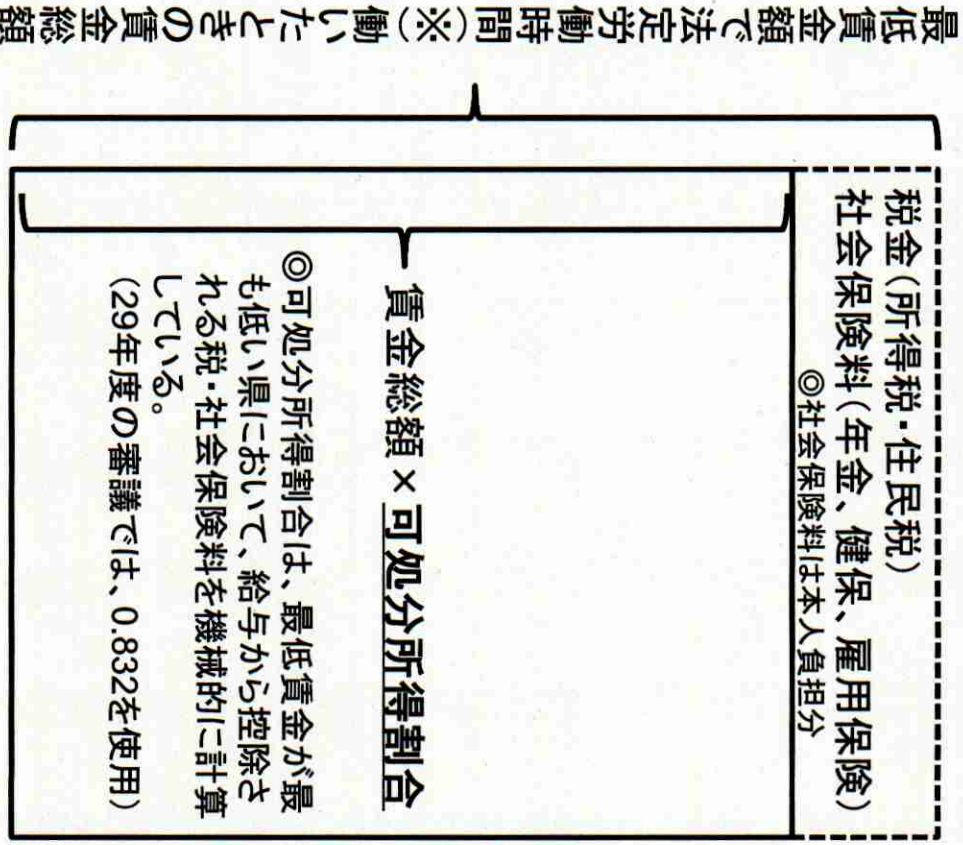 最低賃金額で法定労働時間(※)働いたときの賃金総額
税金(所得税・住民税)
社会保険料(年金、健保、雇用保険)
◎社会保険料は本人負担分
賃金総額×可処分所得割合
◎可処分所得割合は、最低賃金が最
も低い県において、給与から控除さ
れる税・社会保険料を機械的に計算
している。
(29年度の審議では、0.832を使用)